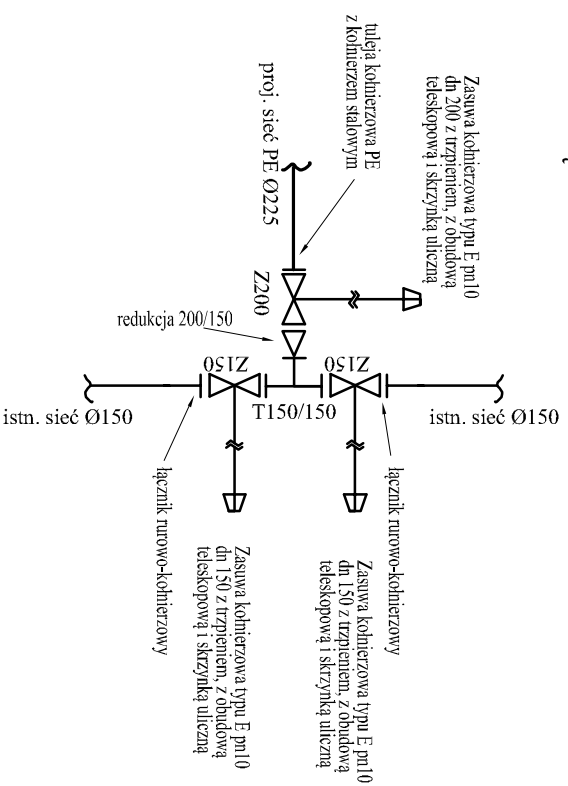 tuleja kołnierzowa PE
z kołnierzem stalowym
Zasuwa kołnierzowa typu E pn10
dn 200 z trzpieniem, z obudową
teleskopową i skrzynką uliczną
proj. sieć PE Ø225
Z200
redukcja 200/150
Z150
Z150
T150/150
istn. sieć Ø150
istn. sieć Ø150
łącznik rurowo-kołnierzowy
łącznik rurowo-kołnierzowy
Zasuwa kołnierzowa typu E pn10
dn 150 z trzpieniem, z obudową
teleskopową i skrzynką uliczną
Zasuwa kołnierzowa typu E pn10
dn 150 z trzpieniem, z obudową
teleskopową i skrzynką uliczną